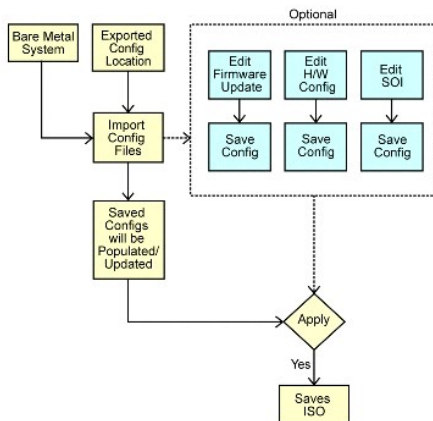 Optional
Bare Metal
System
Exported
Config
Location
Edit
Firmware
Update
Edit
H/W
Config
Edit
SOI
Import
Config
Files
Save
Config
Save
Config
Save
Config
Saved
Configs
will be
Populated/
Updated
Apply
Yes
Saves
ISO